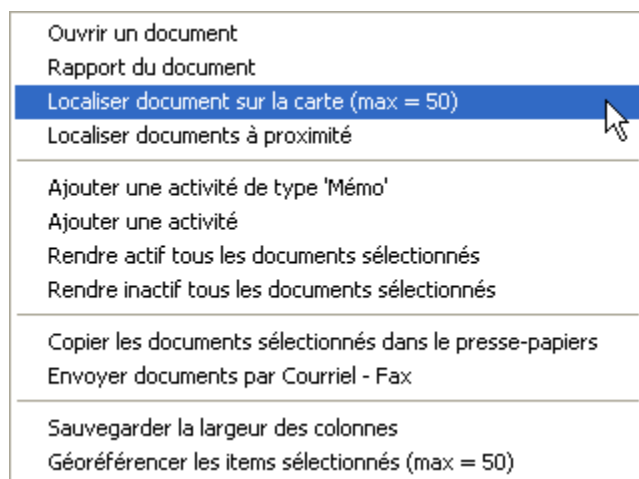 Ouvrir un document
Rapport du document
Localiser document sur la carte (max = 50)
Localiser documents à proximité
Ajouter une activité de type 'Mémo'
Ajouter une activité
Rendre actif tous les documents sélectionnés
Rendre inactif tous les documents sélectionnés
Copier les documents sélectionnés dans le presse-papiers
Envoyer documents par Courriel - Fax
Sauvegarder la largeur des colonnes
Géoréférencer les items sélectionnés (max = 50)